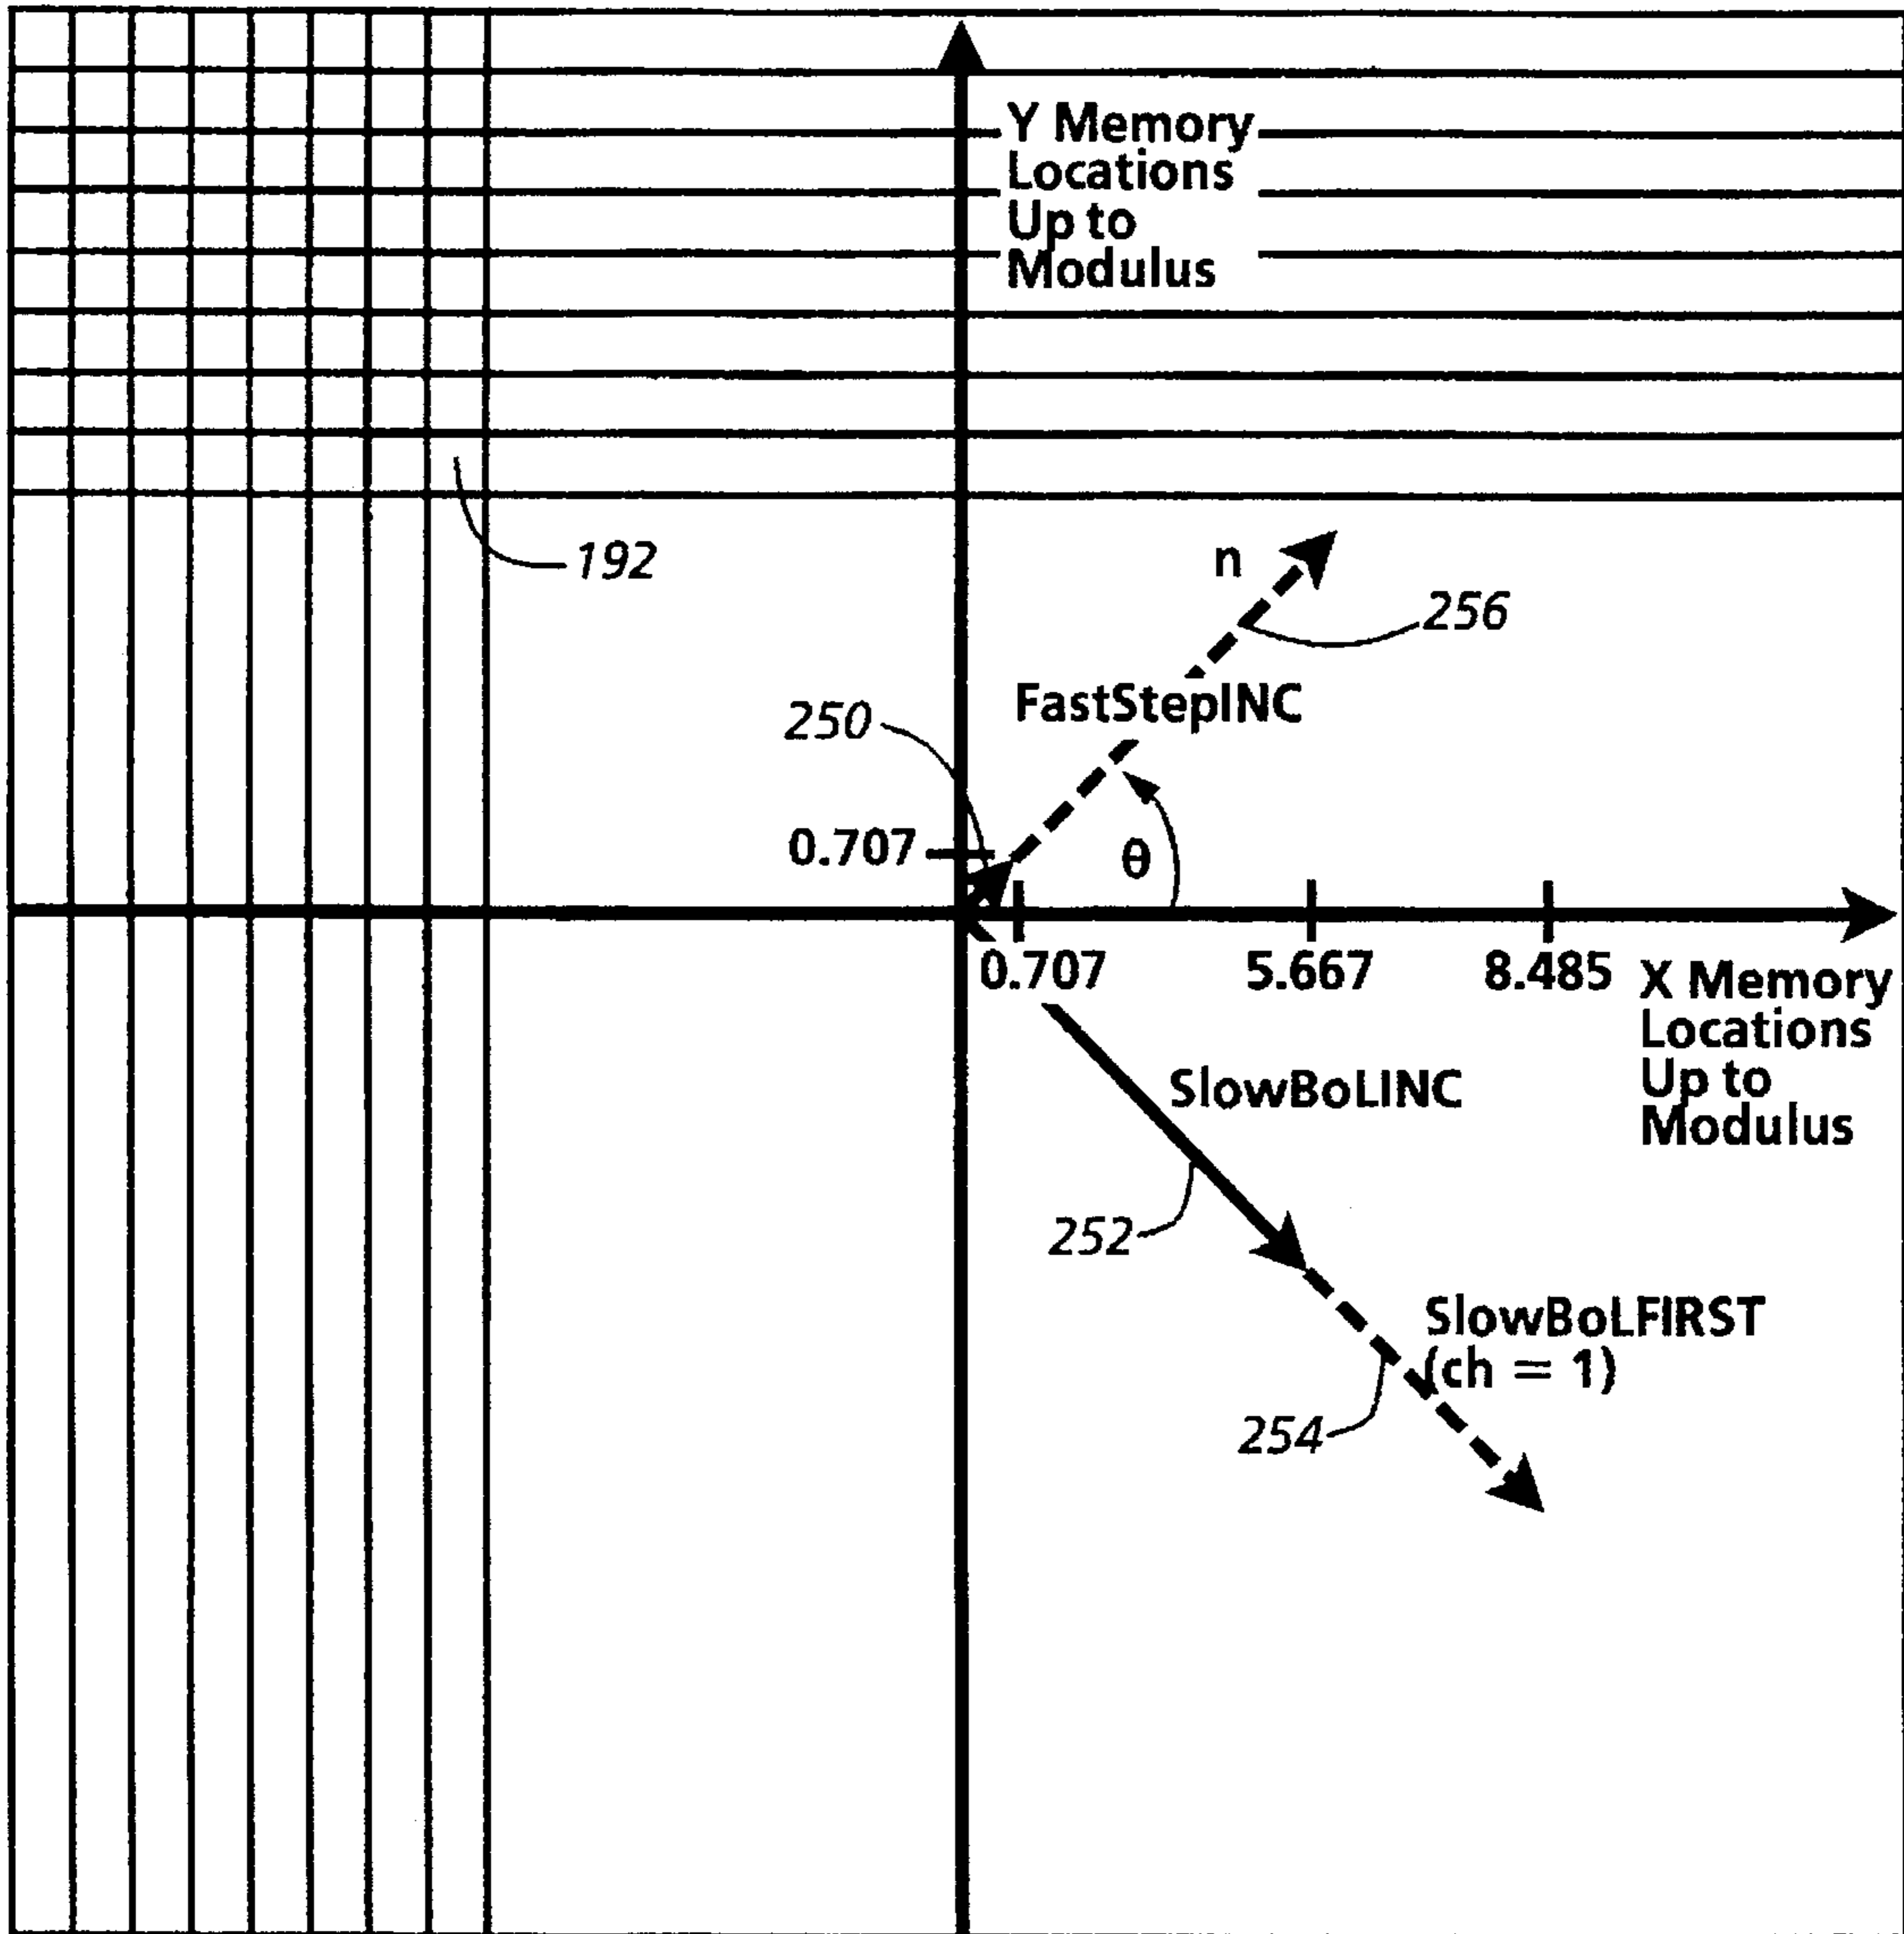 Y Memory
Locations
Up to
Modulus
192
n
256
FastStepINC
250
0.707
θ
0.707
5.667
8.485
X Memory
Locations
Up to
Modulus
SlowBoLINC
252
SlowBoLFIRST
(ch = 1)
254